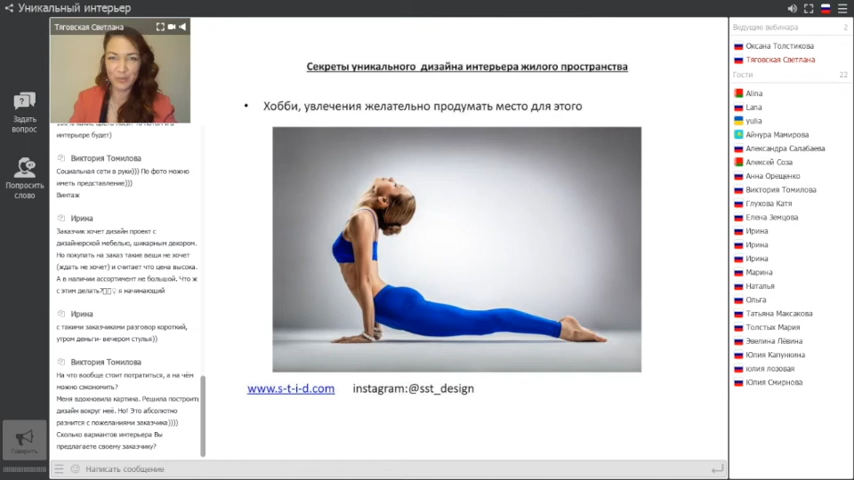 Уникальный интерьер
Задать
вопрос
Попросить
слово
Говорить
Тяговская Светлана
интерьере будет)
Виктория Томилова
Социальная сети в руки))) По фото можно
иметь представление)))
Винтаж
Ирина
Заказчик хочет дизайн проект с
дизайнерской мебелью, шикарным декором.
Но покупать на заказ такие вещи не хочет
(ждать не хочет) и считает что цена высока.
А в наличии ассортимент не большой. Что ж
с этим делать? я начинающий
Ирина
с такими заказчиками разговор короткий,
утром деньги- вечером стулья))
Виктория Томилова
На что вообще стоит потратиться, а на чём
можно сэкономить?
Меня вдохновила картина. Решила построить
дизайн вокруг неё. Но! Это абсолютно
разнится с пожеланиями заказчика))))
Сколько вариантов интерьера Вы
предлагаете своему заказчику?
Написать сообщение
Секреты уникального дизайна интерьера жилого пространства
• Хобби, увлечения желательно продумать место для этого
www.s-t-i-d.com instagram:@sst_design
Ведущие вебинара 2
Оксана Толстикова
Тяговская Светлана
Гости 22
Alina
Lana
yulia
Айнура Мамирова
Александра Салабаева
Алексей Соза
Анна Орещенко
Виктория Томилова
Глухова Катя
Елена Земцова
Ирина
Ирина
Ирина
Марина
Наталья
Ольга
Татьяна Максакова
Толстых Мария
Эвелина Лёвина
Юлия Капункина
юлия лозовая
Юлия Смирнова